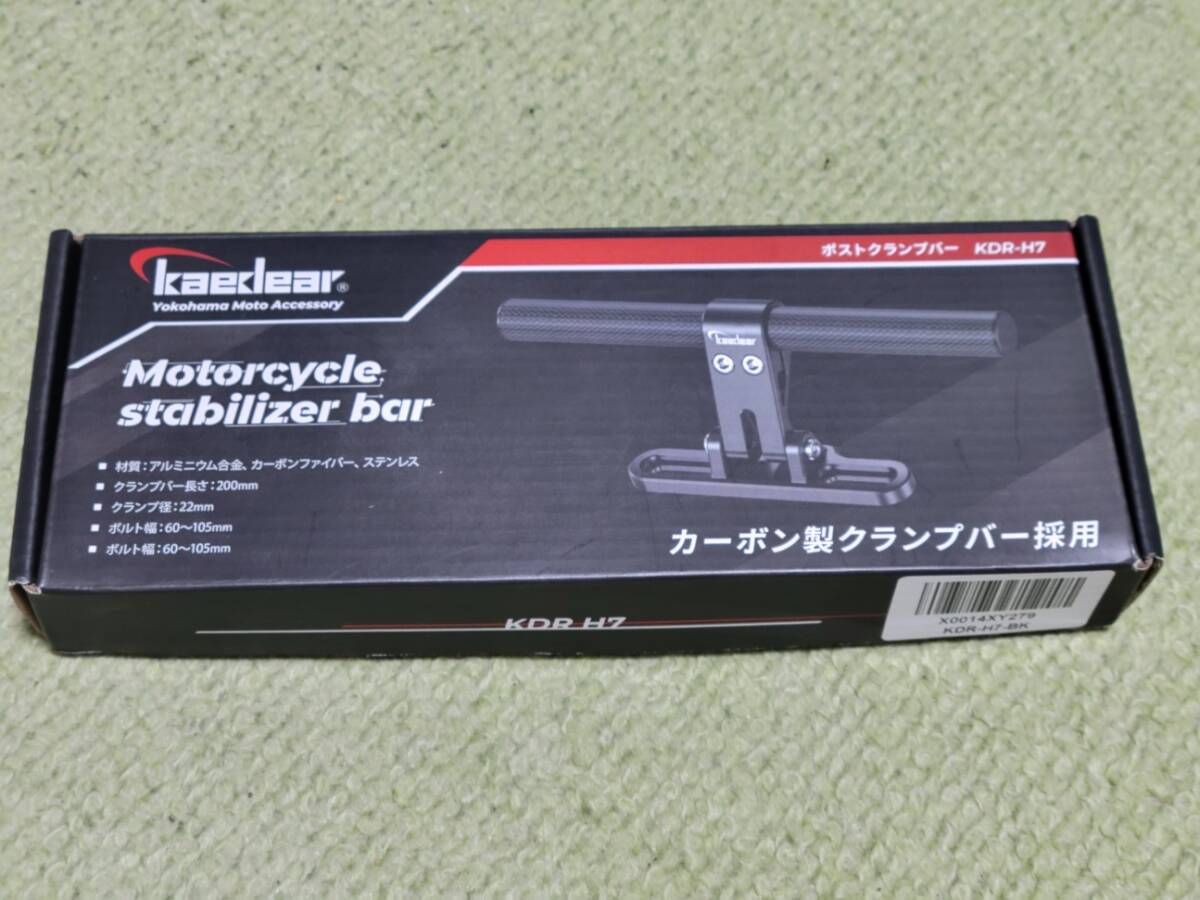 kaedear®
Yokohama Moto Accessory
ポストクランプバー KDR-H7
kaedear
Motorcycle
stabilizer bar
■ 材質：アルミニウム合金、カーボンファイバー、ステンレス
■ クランプバー長さ：200mm
■ クランプ径：22mm
■ ボルト幅：60〜105mm
■ ボルト幅：60〜105mm
カーボン製クランプバー採用
KDR H7
X0014XY279
KDR-H7-BK